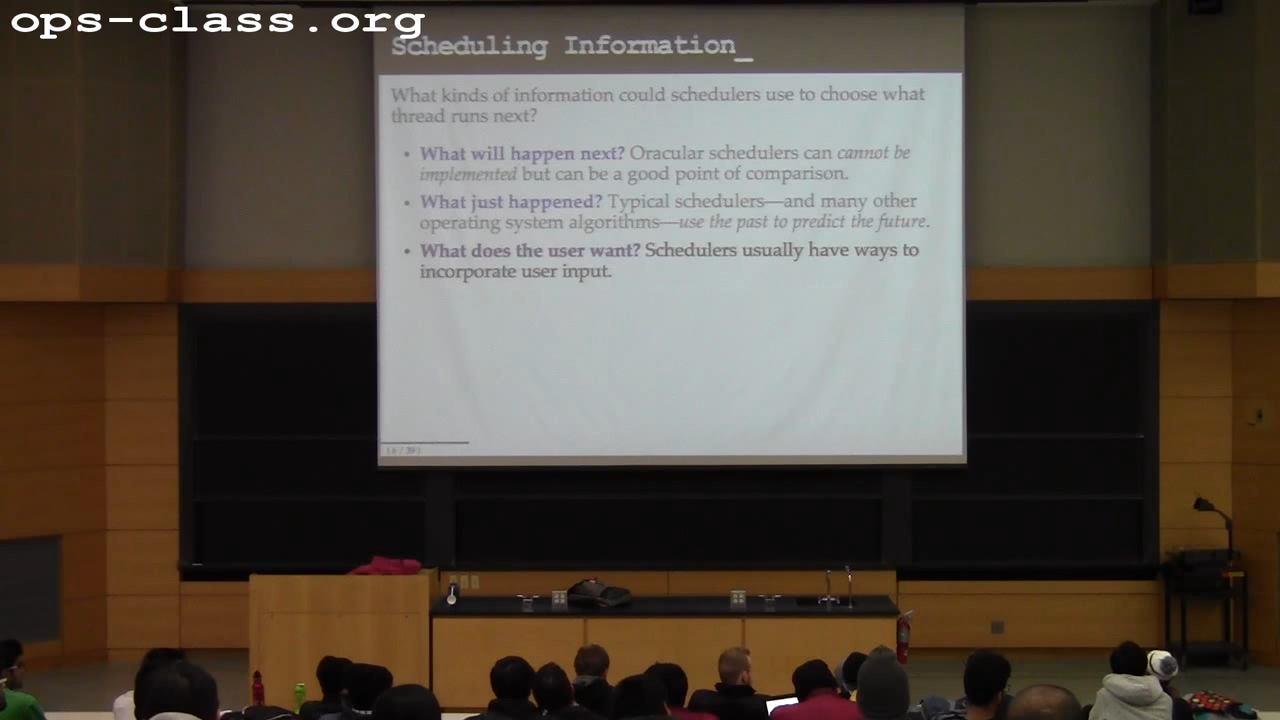 ops-class.org
Scheduling Information_
What kinds of information could schedulers use to choose what
thread runs next?
• What will happen next? Oracular schedulers can cannot be
implemented but can be a good point of comparison.
• What just happened? Typical schedulers—and many other
operating system algorithms—use the past to predict the future.
• What does the user want? Schedulers usually have ways to
incorporate user input.